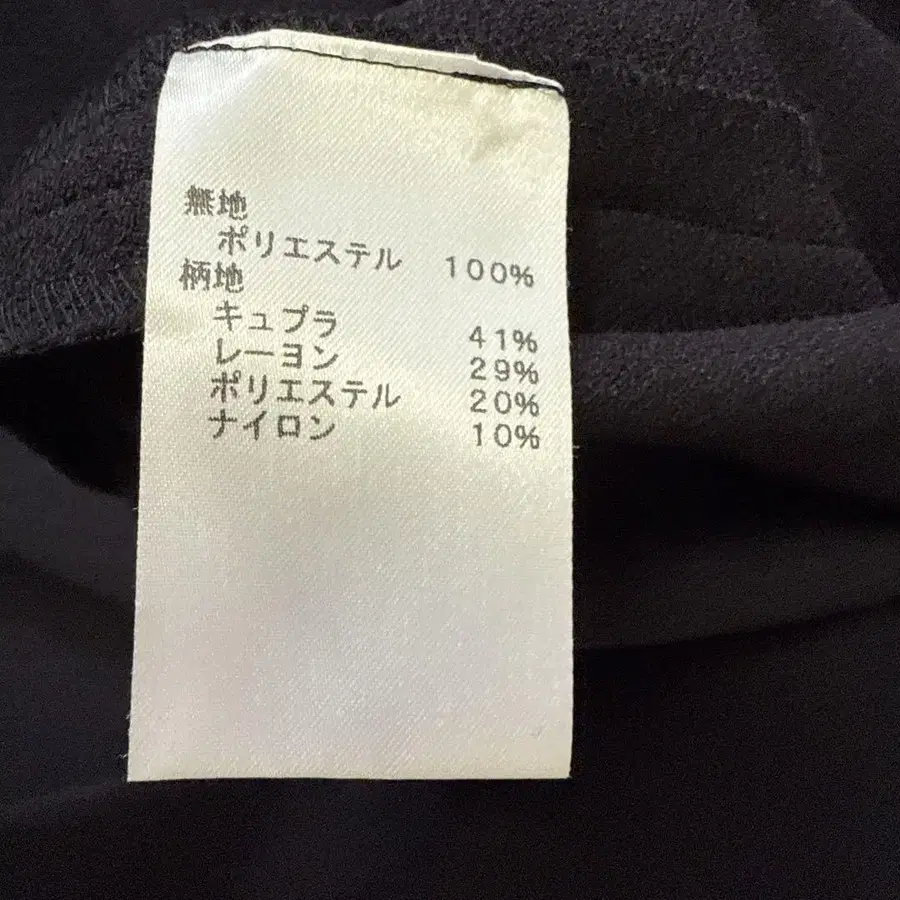 無地
ポリエステル 100%
柄地
キュプラ 41%
レーヨン 29%
ポリエステル 20%
ナイロン 10%